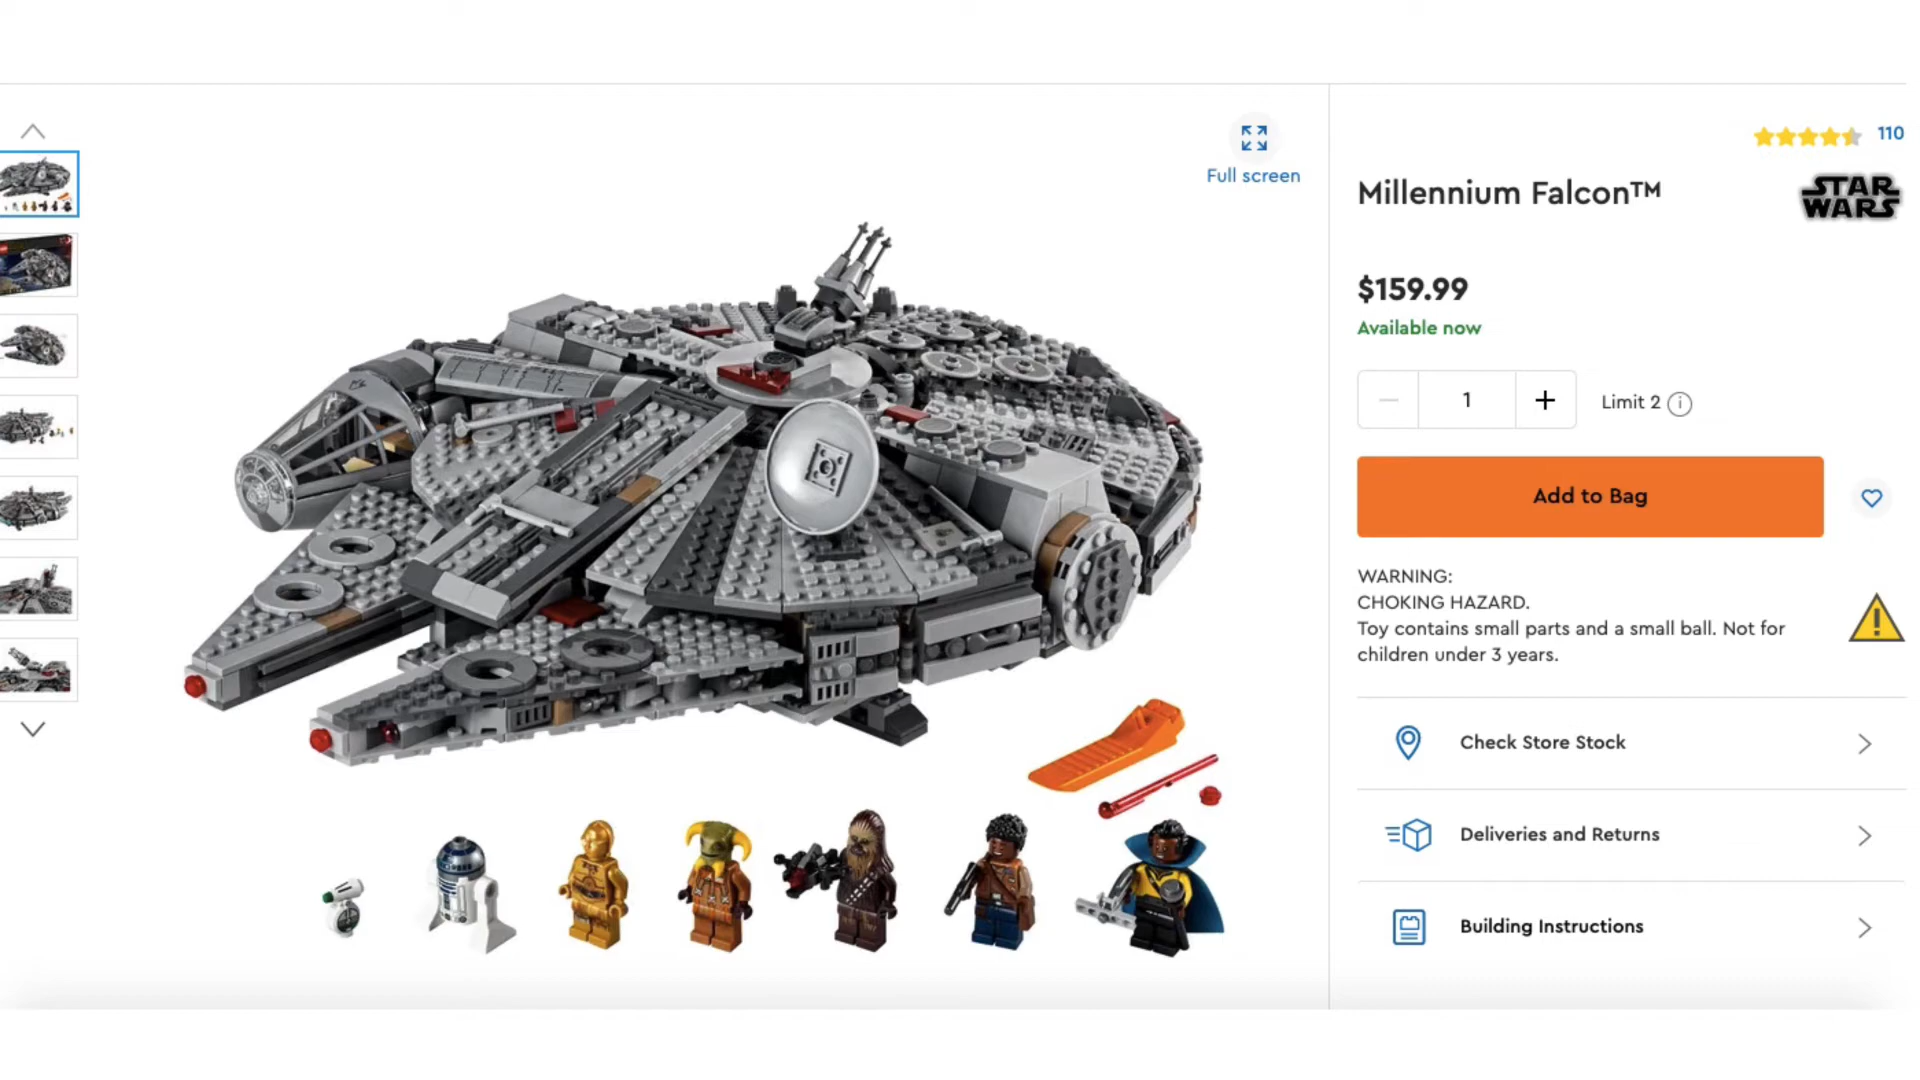 Full screen
110
Millennium Falcon™
STAR
WARS
$159.99
Available now
1
Limit 2
Add to Bag
WARNING:
CHOKING HAZARD.
Toy contains small parts and a small ball. Not for
children under 3 years.
Check Store Stock
Deliveries and Returns
Building Instructions